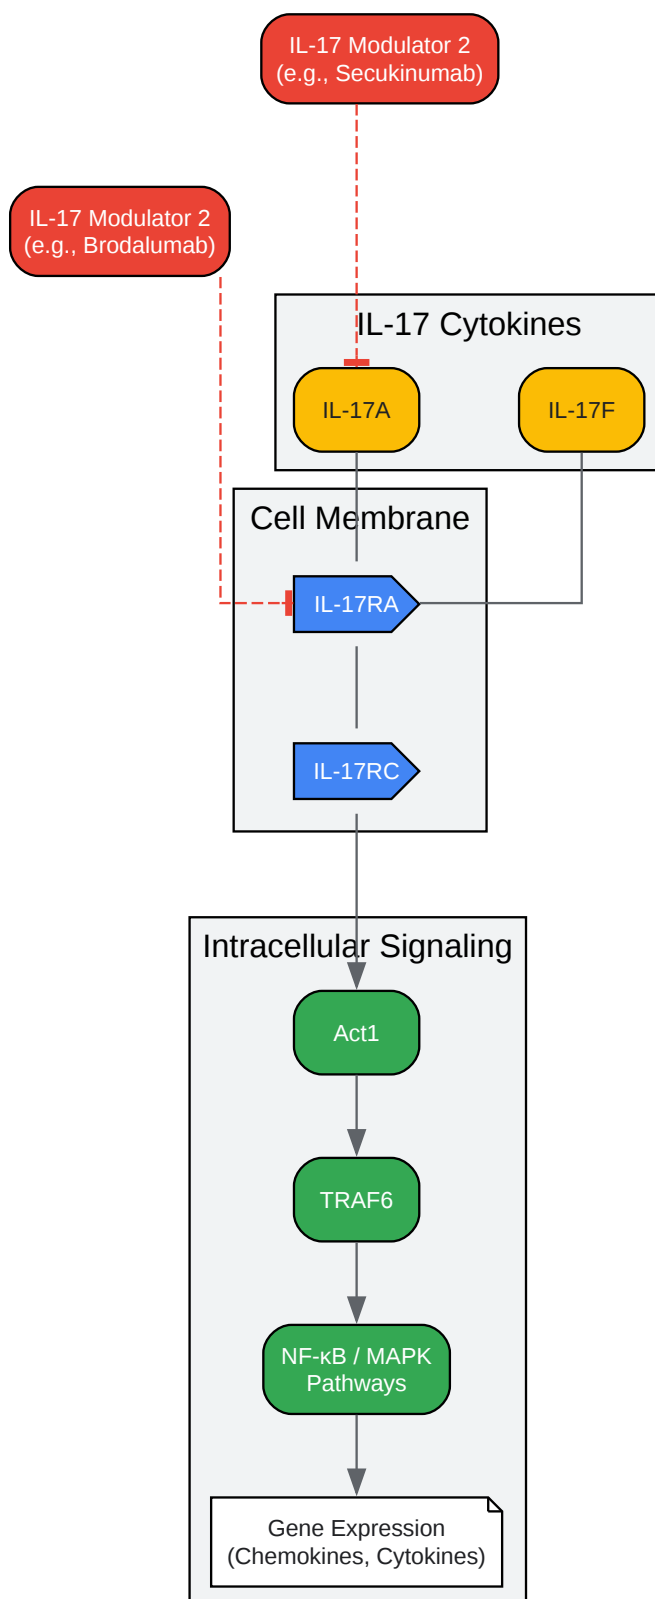 IL-17 Modulator 2
(e.g., Secukinumab)
IL-17 Modulator 2
(e.g., Brodalumab)
IL-17 Cytokines
IL-17A
IL-17F
Cell Membrane
IL-17RA
IL-17RC
Intracellular Signaling
Act1
TRAF6
NF-κB / MAPK
Pathways
Gene Expression
(Chemokines, Cytokines)